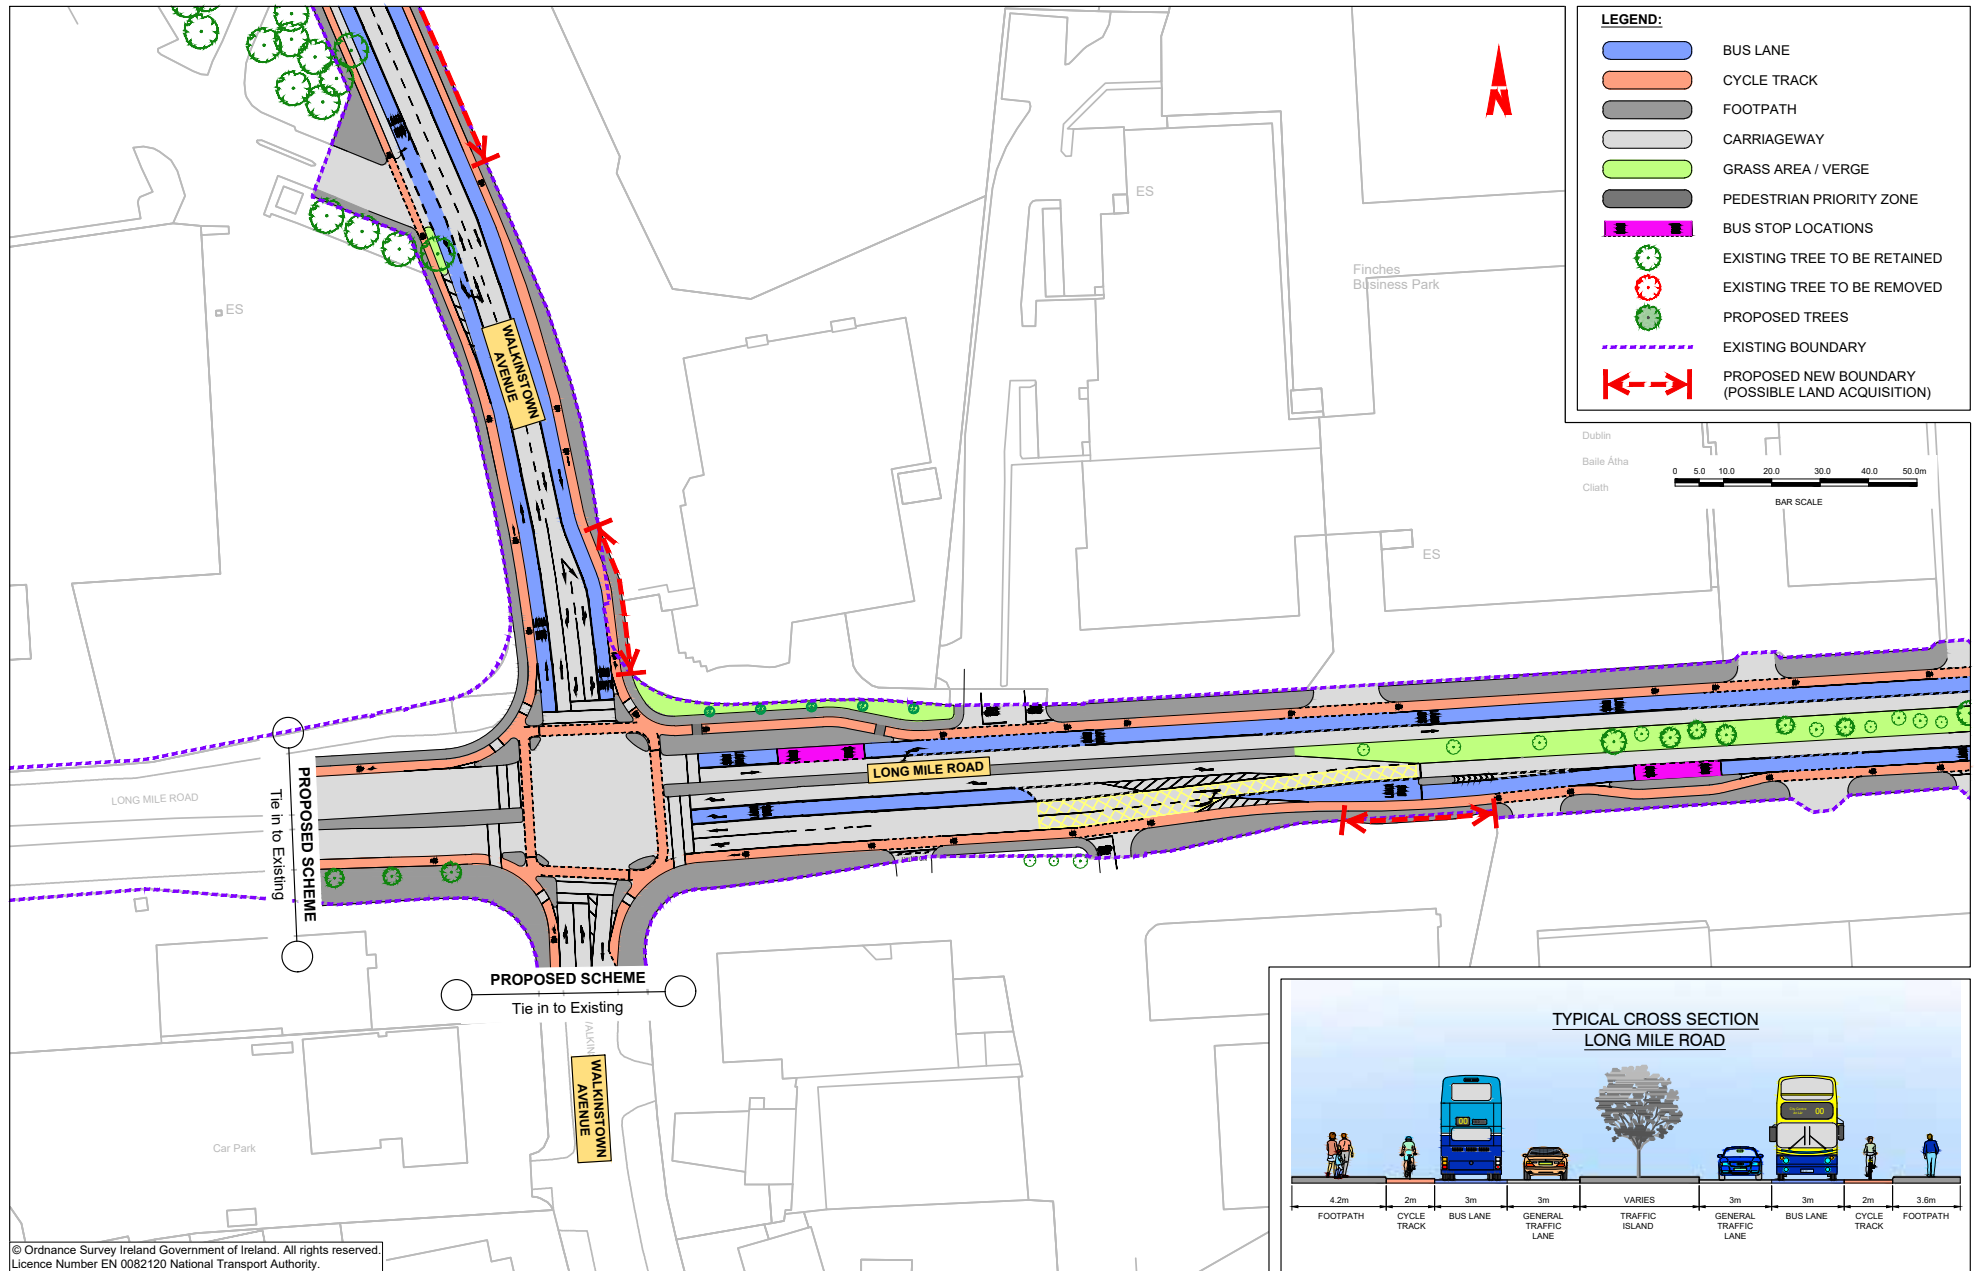 LEGEND:
BUS LANE
CYCLE TRACK
FOOTPATH
CARRIAGEWAY
GRASS AREA / VERGE
PEDESTRIAN PRIORITY ZONE
BUS STOP LOCATIONS
EXISTING TREE TO BE RETAINED
EXISTING TREE TO BE REMOVED
PROPOSED TREES
EXISTING BOUNDARY
PROPOSED NEW BOUNDARY
(POSSIBLE LAND ACQUISITION)
N
ES
Finches
Business Park
ES
WALKINSTOWN
AVENUE
Dublin
Baile Átha
Cliath
0 5.0 10.0 20.0 30.0 40.0 50.0m
BAR SCALE
ES
LONG MILE ROAD
LONG MILE ROAD
PROPOSED SCHEME
Tie in to Existing
PROPOSED SCHEME
Tie in to Existing
WALKINSTOWN
AVENUE
Car Park
TYPICAL CROSS SECTION
LONG MILE ROAD
00
00
4.2m 2m 3m 3m VARIES 3m 3m 2m 3.6m
FOOTPATH CYCLE BUS LANE GENERAL TRAFFIC GENERAL BUS LANE CYCLE FOOTPATH
TRACK TRAFFIC ISLAND TRAFFIC TRACK
LANE LANE
© Ordnance Survey Ireland Government of Ireland. All rights reserved.
Licence Number EN 0082120 National Transport Authority.